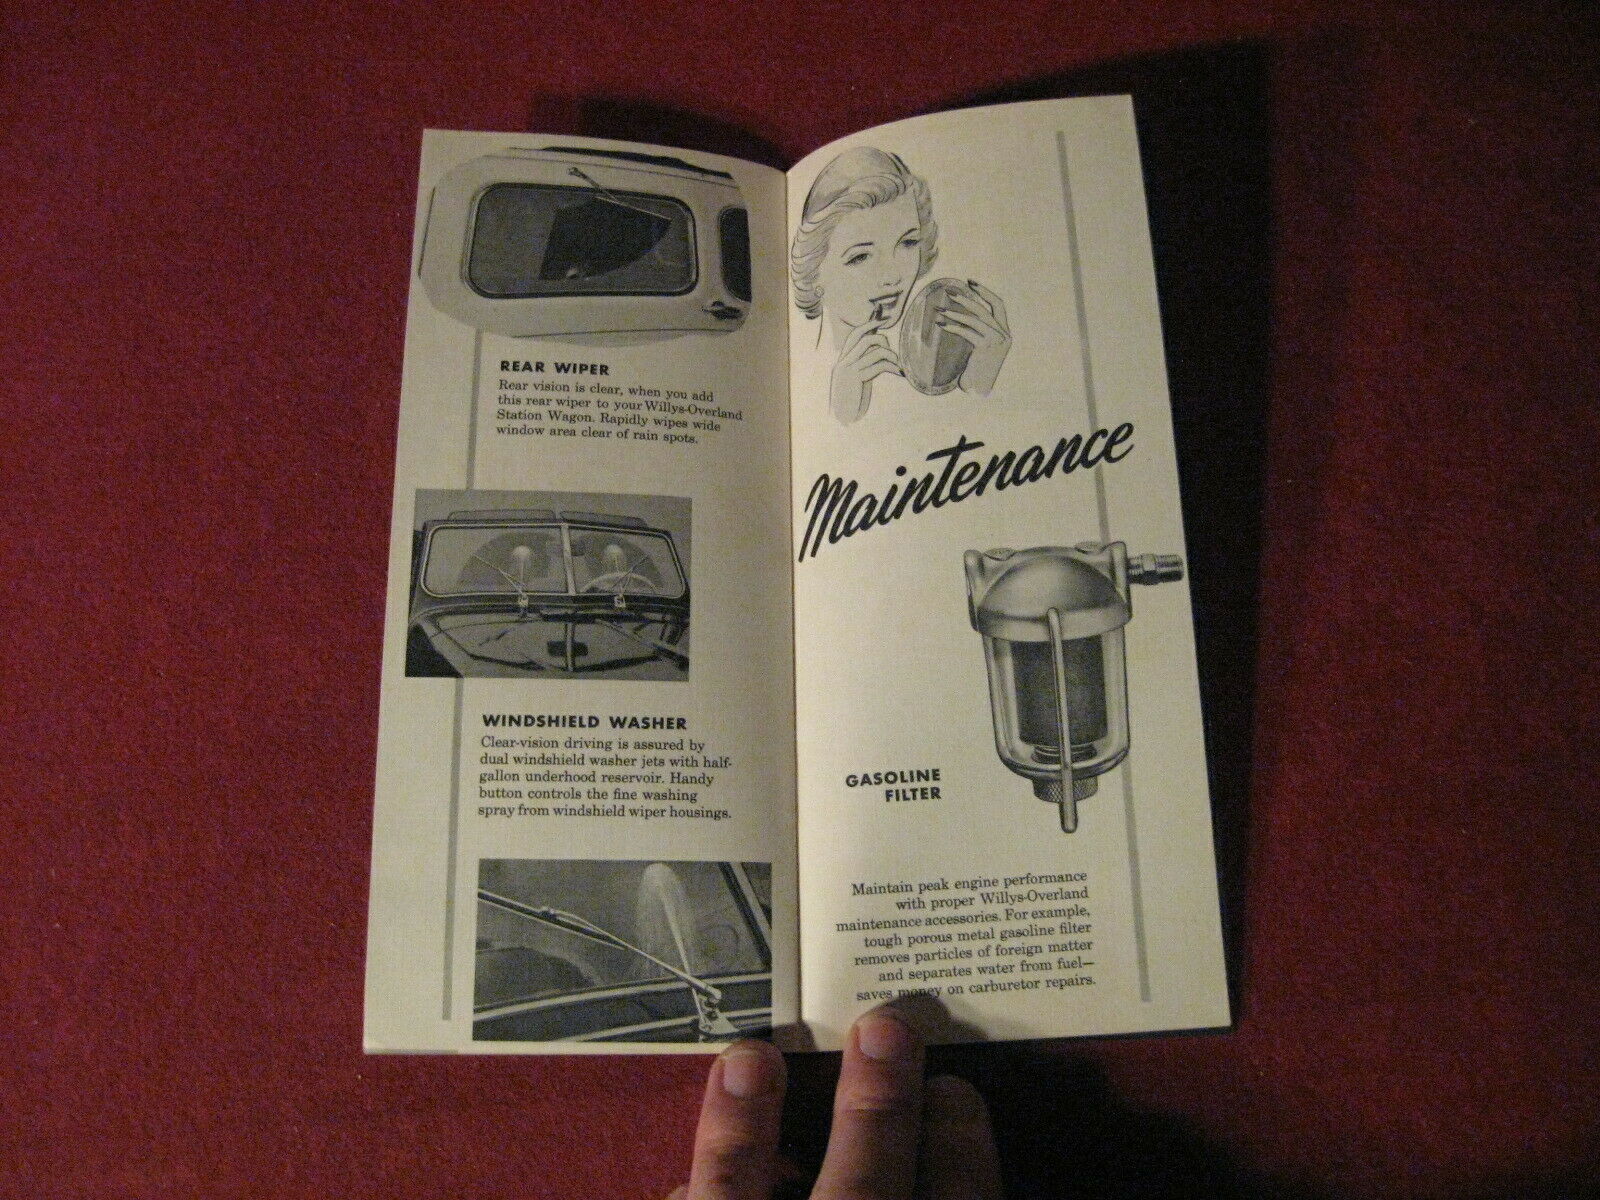 REAR WIPER
Rear vision is clear, when you add
this rear wiper to your Willys-Overland
Station Wagon. Rapidly wipes wide
window area clear of rain spots.
WINDSHIELD WASHER
Clear-vision driving is assured by
dual windshield washer jets with half-
gallon underhood reservoir. Handy
button controls the fine washing
spray from windshield wiper housings.
Maintenance
GASOLINE
FILTER
Maintain peak engine performance
with proper Willys-Overland
maintenance accessories. For example,
tough porous metal gasoline filter
removes particles of foreign matter
and separates water from fuel—
saves money on carburetor repairs.